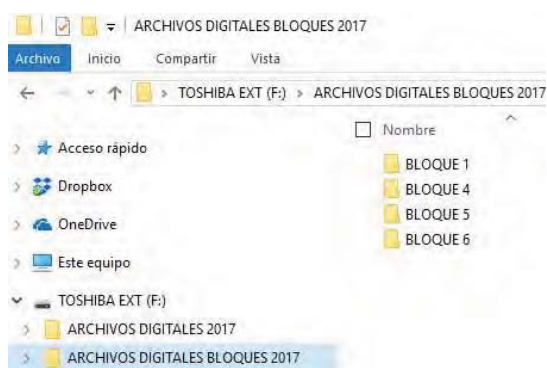 ARCHIVOS DIGITALES BLOQUES 2017
Archivo Inicio Compartir Vista
TOSHIBA EXT (F:) > ARCHIVOS DIGITALES BLOQUES 2017
Nombre
Acceso rápido
BLOQUE 1
Dropbox
BLOQUE 4
BLOQUE 5
OneDrive
BLOQUE 6
Este equipo
TOSHIBA EXT (F:)
ARCHIVOS DIGITALES 2017
ARCHIVOS DIGITALES BLOQUES 2017